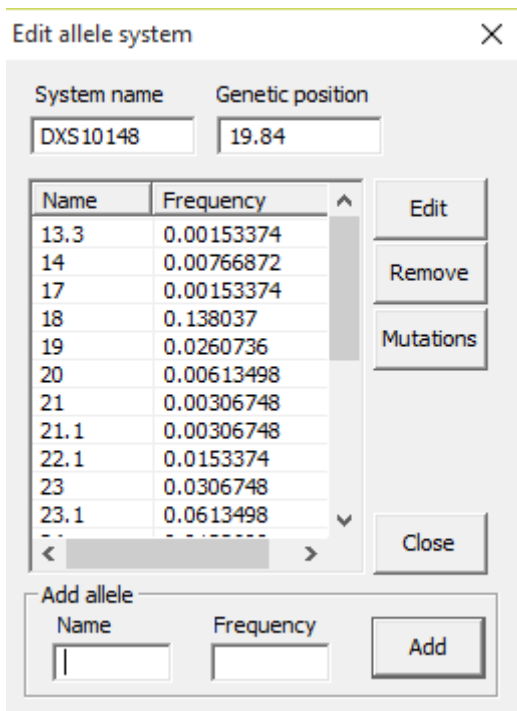 Edit allele system
System name Genetic position
DXS10148 19.84
Name Frequency
13.3 0.00153374
14 0.00766872
17 0.00153374
18 0.138037
19 0.0260736
20 0.00613498
21 0.00306748
21.1 0.00306748
22.1 0.0153374
23 0.0306748
23.1 0.0613498
Edit
Remove
Mutations
Close
Add allele
Name Frequency
Add